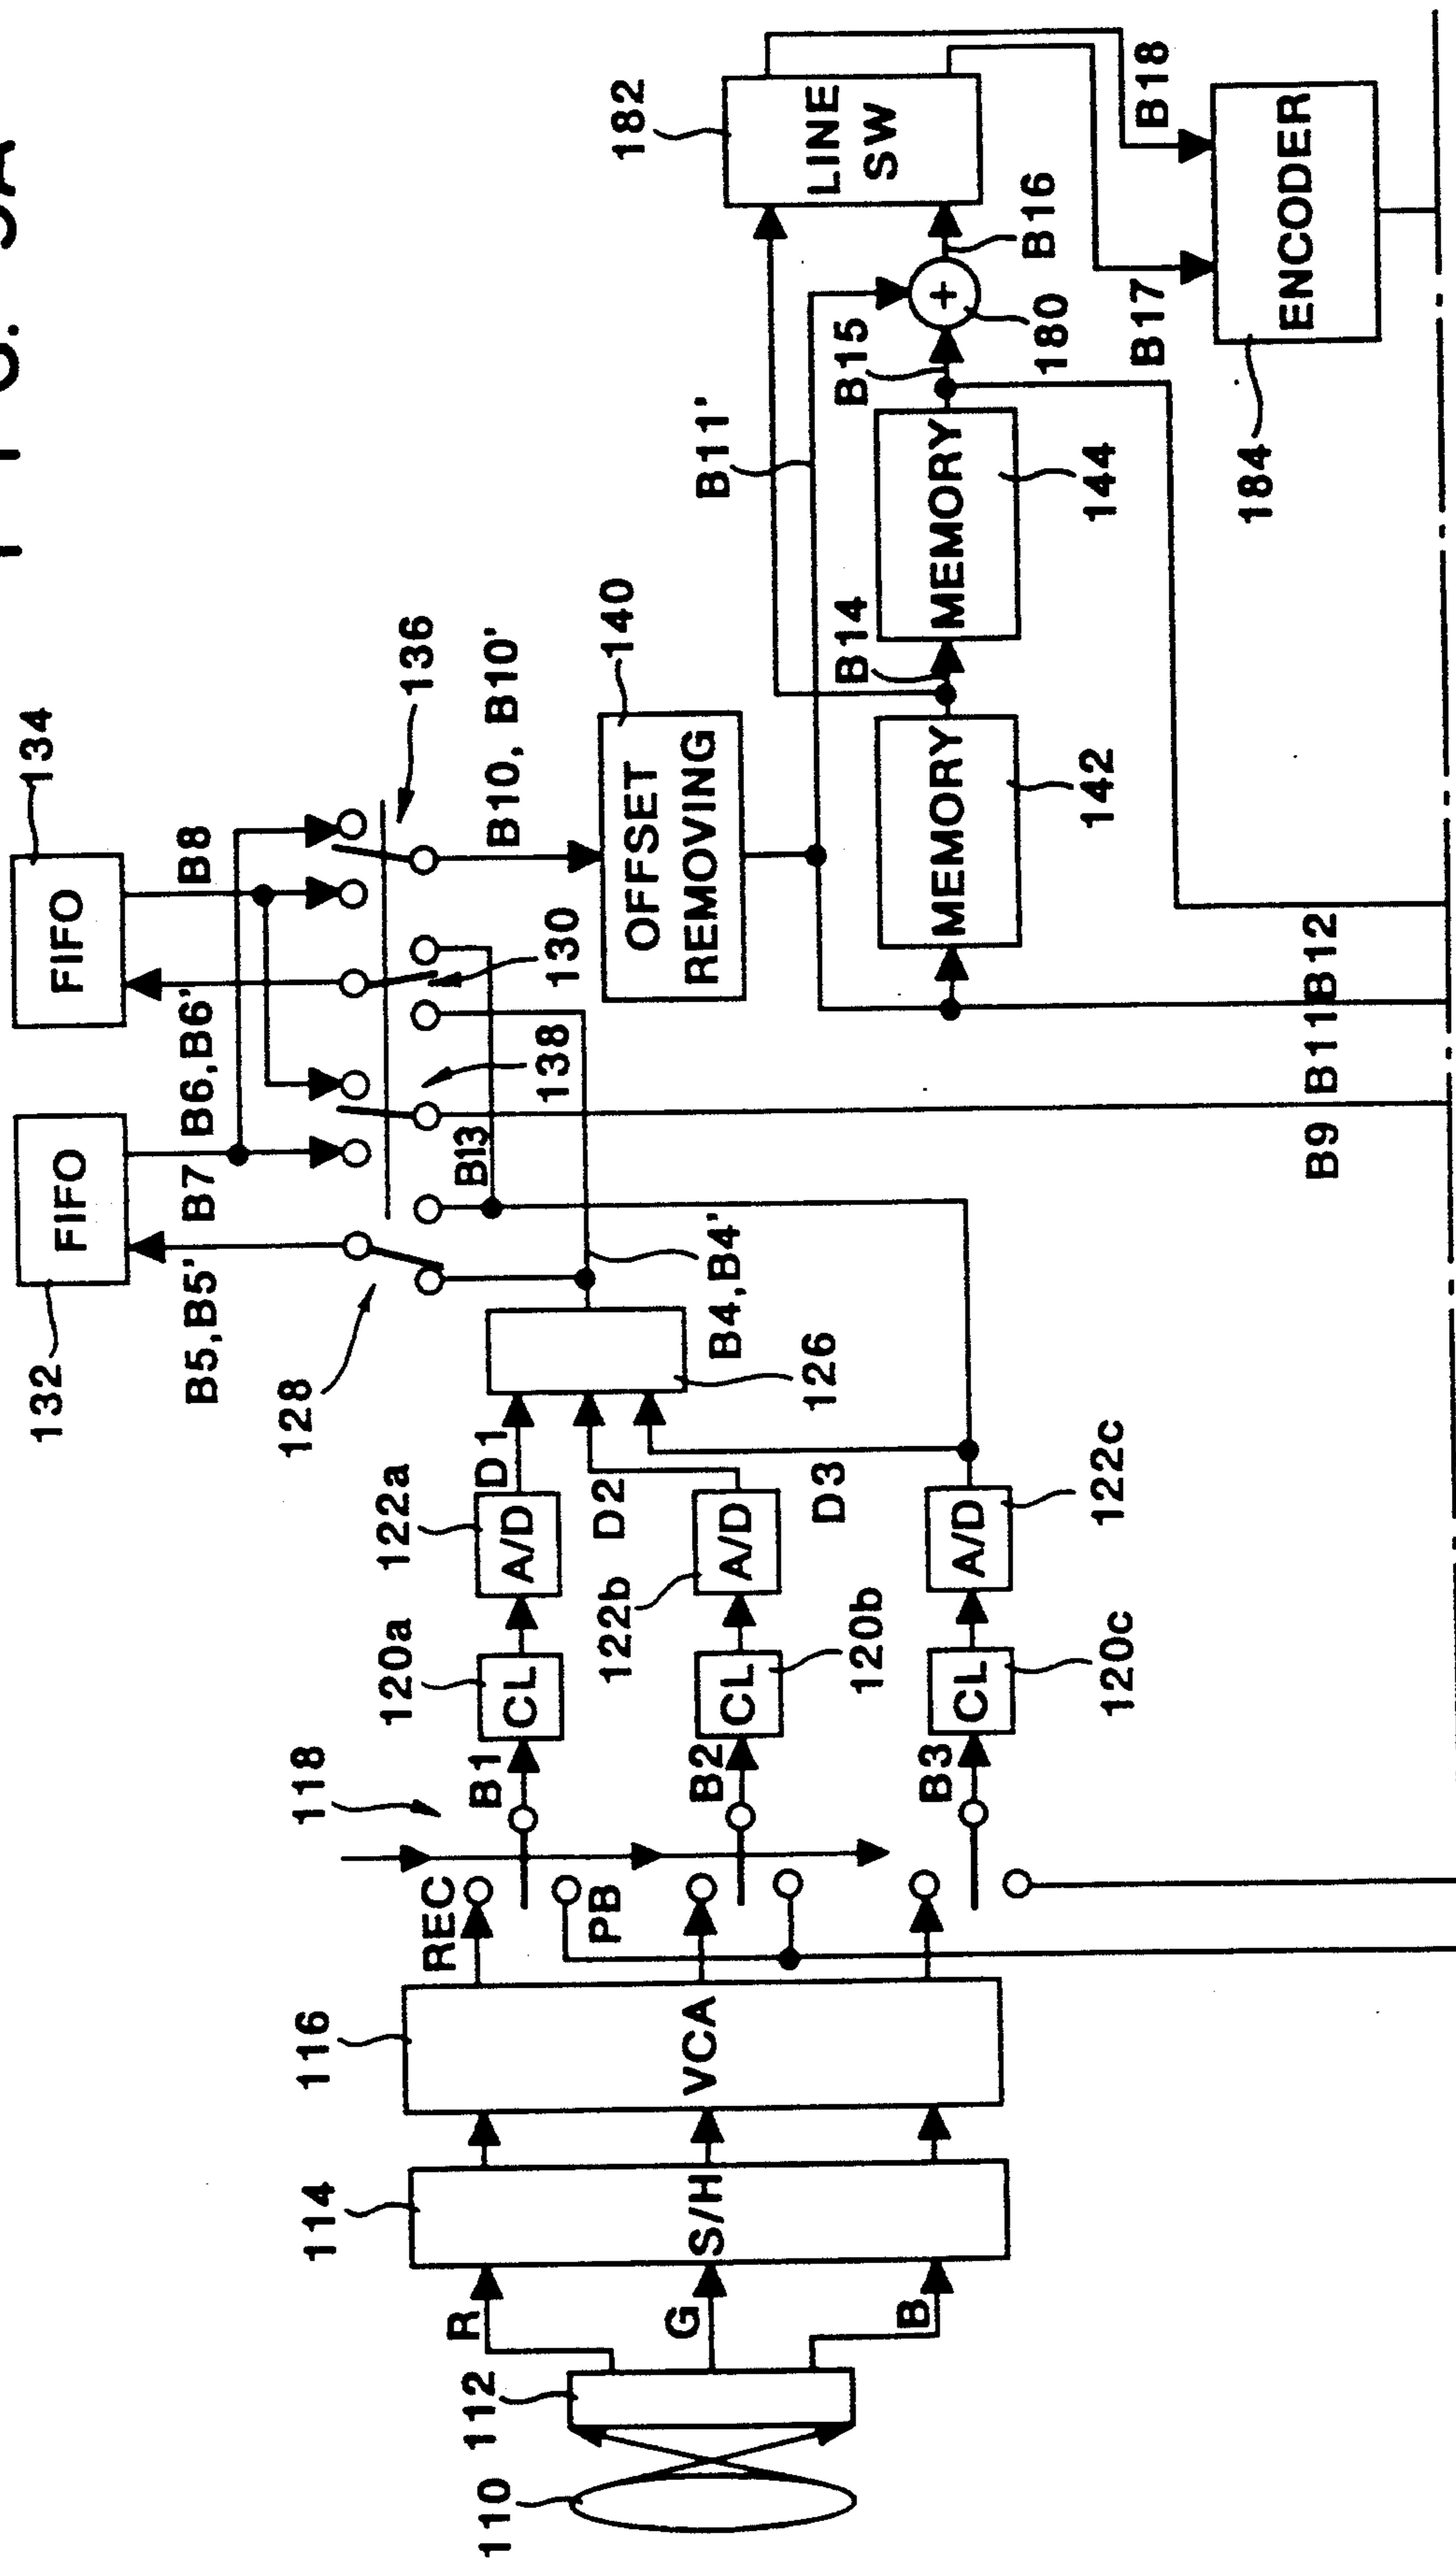 134
FIFO
132
FIFO
B8
B6,B6'
B7
B5,B5'
128
136
B10, B10'
130
138
B13
B4,B4'
126
140
OFFSET
REMOVING
182
LINE
SW
B18
B16
B17
180
B15
B11'
B14
MEMORY
144
MEMORY
142
ENCODER
184
B12
B11
B9
D1
D2
D3
122a
A/D
122b
A/D
122c
A/D
120a
CL
120b
CL
120c
CL
118
B1
B2
B3
REC
PB
116
VCA
114
S/H
R
G
B
112
110